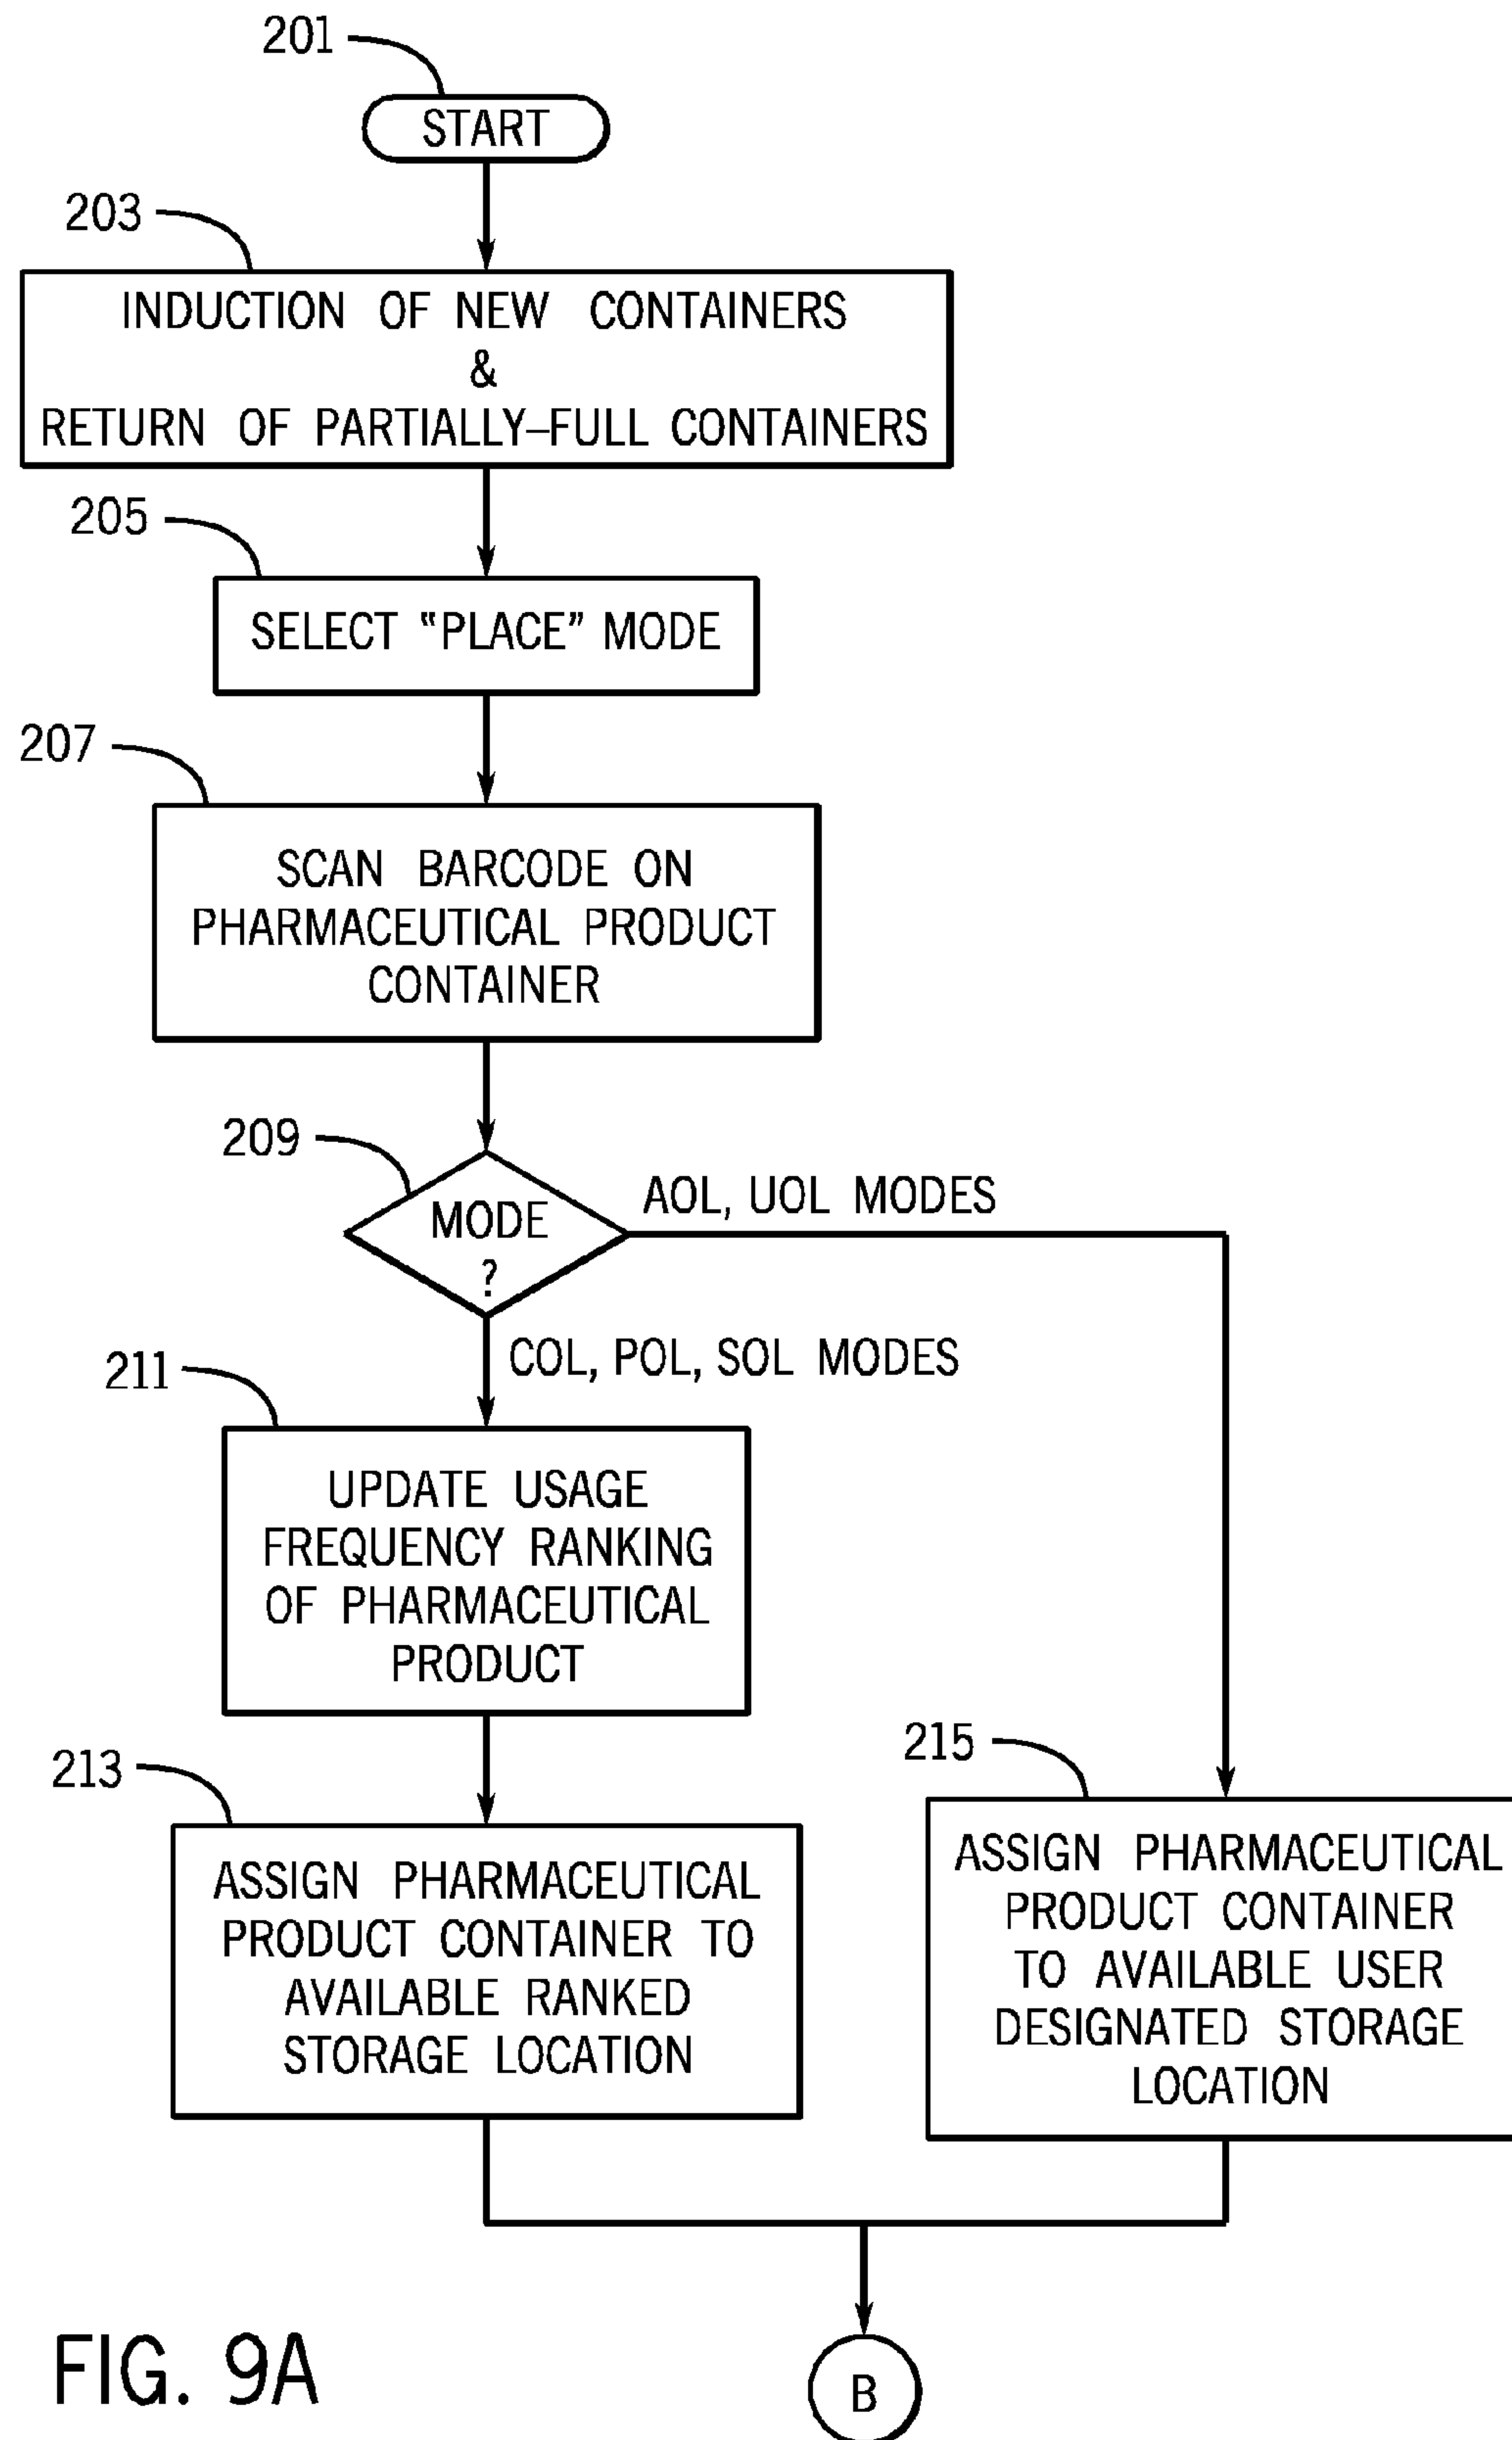 201
START
203
INDUCTION OF NEW CONTAINERS
&
RETURN OF PARTIALLY–FULL CONTAINERS
205
SELECT “PLACE” MODE
207
SCAN BARCODE ON
PHARMACEUTICAL PRODUCT
CONTAINER
209
MODE
?
AOL, UOL MODES
COL, POL, SOL MODES
211
UPDATE USAGE
FREQUENCY RANKING
OF PHARMACEUTICAL
PRODUCT
213
ASSIGN PHARMACEUTICAL
PRODUCT CONTAINER TO
AVAILABLE RANKED
STORAGE LOCATION
215
ASSIGN PHARMACEUTICAL
PRODUCT CONTAINER
TO AVAILABLE USER
DESIGNATED STORAGE
LOCATION
B
FIG. 9A